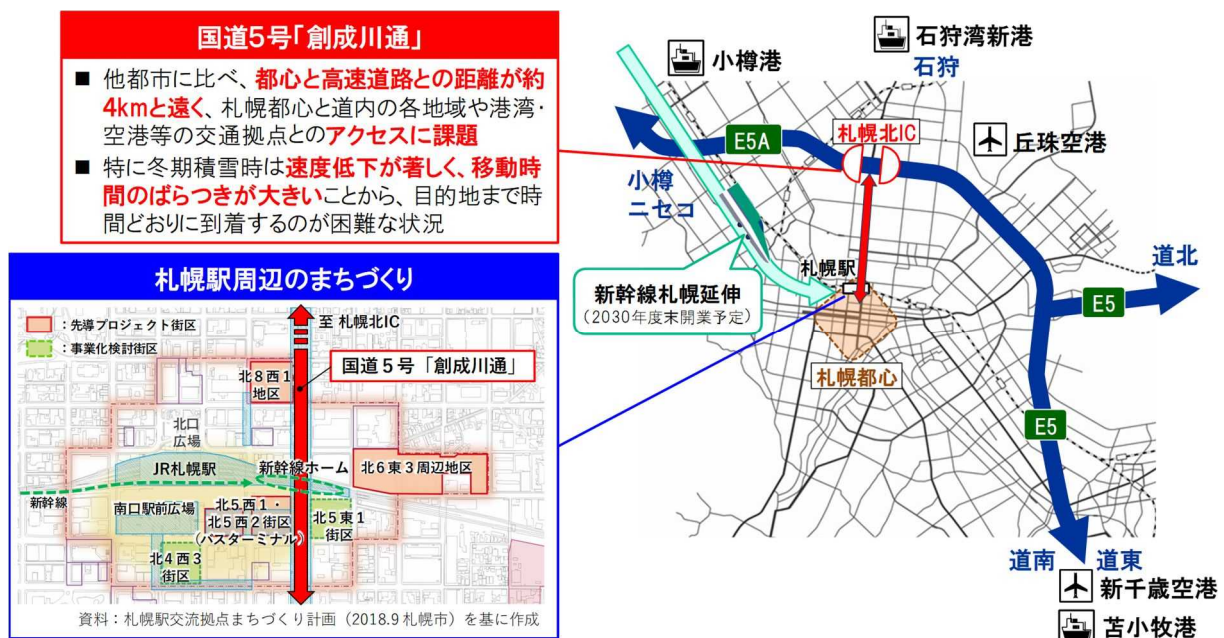 国道5号「創成川通」
■ 他都市に比べ、都心と高速道路との距離が約
4kmと遠く、札幌都心と道内の各地域や港湾・
空港等の交通拠点とのアクセスに課題
■ 特に冬期積雪時は速度低下が著しく、移動時
間のばらつきが大きいことから、目的地まで時
間どおりに到着するのが困難な状況
札幌駅周辺のまちづくり
：先導プロジェクト街区
：事業化検討街区
至 札幌北IC
国道5号「創成川通」
北8西1
地区
北口
広場
JR札幌駅
新幹線ホーム
北6東3周辺地区
新幹線
南口駅前広場
北5西1・
北5西2街区
(バスターミナル)
北5東1
街区
北4西3
街区
資料：札幌駅交流拠点まちづくり計画（2018.9 札幌市）を基に作成
小樽港
石狩湾新港
石狩
E5A
札幌北IC
丘珠空港
小樽
ニセコ
札幌駅
道北
新幹線札幌延伸
（2030年度末開業予定）
E5
札幌都心
E5
道南
道東
新千歳空港
苫小牧港